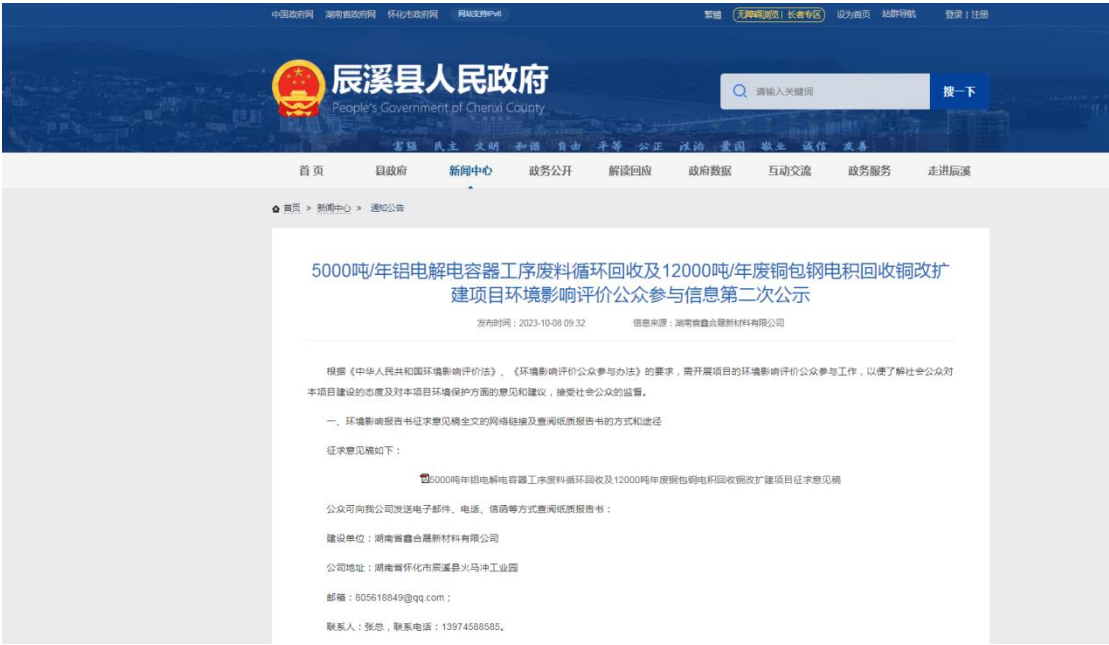 中国政府网 湖南省政府网 怀化市政府网 网站支持IPv6 繁體 无障碍浏览 | 长者专区 设为首页 站群导航 登录 | 注册
辰溪县人民政府
People's Government of Chenxi County
请输入关键词 搜一下
富强 民主 文明 和谐 自由 平等 公正 法治 爱国 敬业 诚信 友善
首页 县政府 新闻中心 政务公开 解读回应 政府数据 互动交流 政务服务 走进辰溪
首页 > 新闻中心 > 通知公告
5000吨/年铝电解电容器工序废料循环回收及12000吨/年废铜包钢电积回收铜改扩
建项目环境影响评价公众参与信息第二次公示
发布时间：2023-10-08 09:32 信息来源：湖南省鑫合晟新材料有限公司
根据《中华人民共和国环境影响评价法》、《环境影响评价公众参与办法》的要求，需开展项目的环境影响评价公众参与工作，以便了解社会公众对
本项目建设的态度及对本项目环境保护方面的意见和建议，接受社会公众的监督。
一、环境影响报告书征求意见稿全文的网络链接及查阅纸质报告书的方式和途径
征求意见稿如下：
5000吨年铝电解电容器工序废料循环回收及12000吨年废铜包钢电积回收铜改扩建项目征求意见稿
公众可向我公司发送电子邮件、电话、信函等方式查阅纸质报告书：
建设单位：湖南省鑫合晟新材料有限公司
公司地址：湖南省怀化市辰溪县火马冲工业园
邮箱：805618849@qq.com；
联系人：张总，联系电话：13974588585。